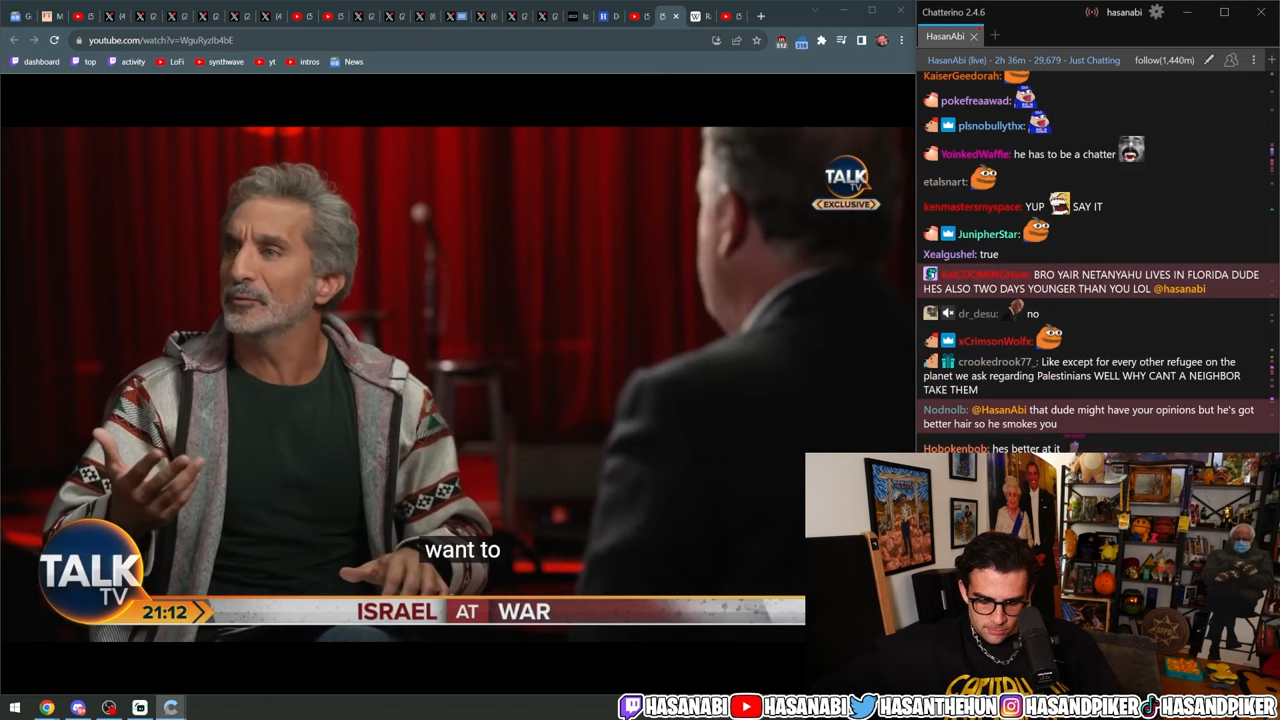 Chatterino 2.4.6
hasanabi
HasanAbi
youtube.com/watch?v=WguRyzIb4bE
512
310
dashboard
top
activity
LoFi
synthwave
yt
intros
News
HasanAbi (live) - 2h 36m - 29,679 - Just Chatting
follow(1,440m)
KaiserGeedorah:
pokefreaawad:
plsnobullythx:
YoinkedWaffle: he has to be a chatter
etalsnart:
kenmastersmyspace: YUP SAY IT
JunipherStar:
Xealgushel: true
BRO YAIR NETANYAHU LIVES IN FLORIDA DUDE
HES ALSO TWO DAYS YOUNGER THAN YOU LOL @hasanabi
dr_desu: no
xCrimsonWolfx:
crookedrook77_: Like except for every other refugee on the
planet we ask regarding Palestinians WELL WHY CANT A NEIGHBOR
TAKE THEM
Nodnolb: @HasanAbi that dude might have your opinions but he's got
better hair so he smokes you
Hobokenbob: hes better at it
TALK
TV
EXCLUSIVE
want to
TALK
TV
21:12
ISRAEL AT WAR
HASANABI HASANABI HASANTHEHUN HASANDPIKER HASANDPIKER